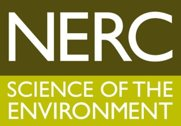 NERC
SCIENCE OF THE
ENVIRONMENT